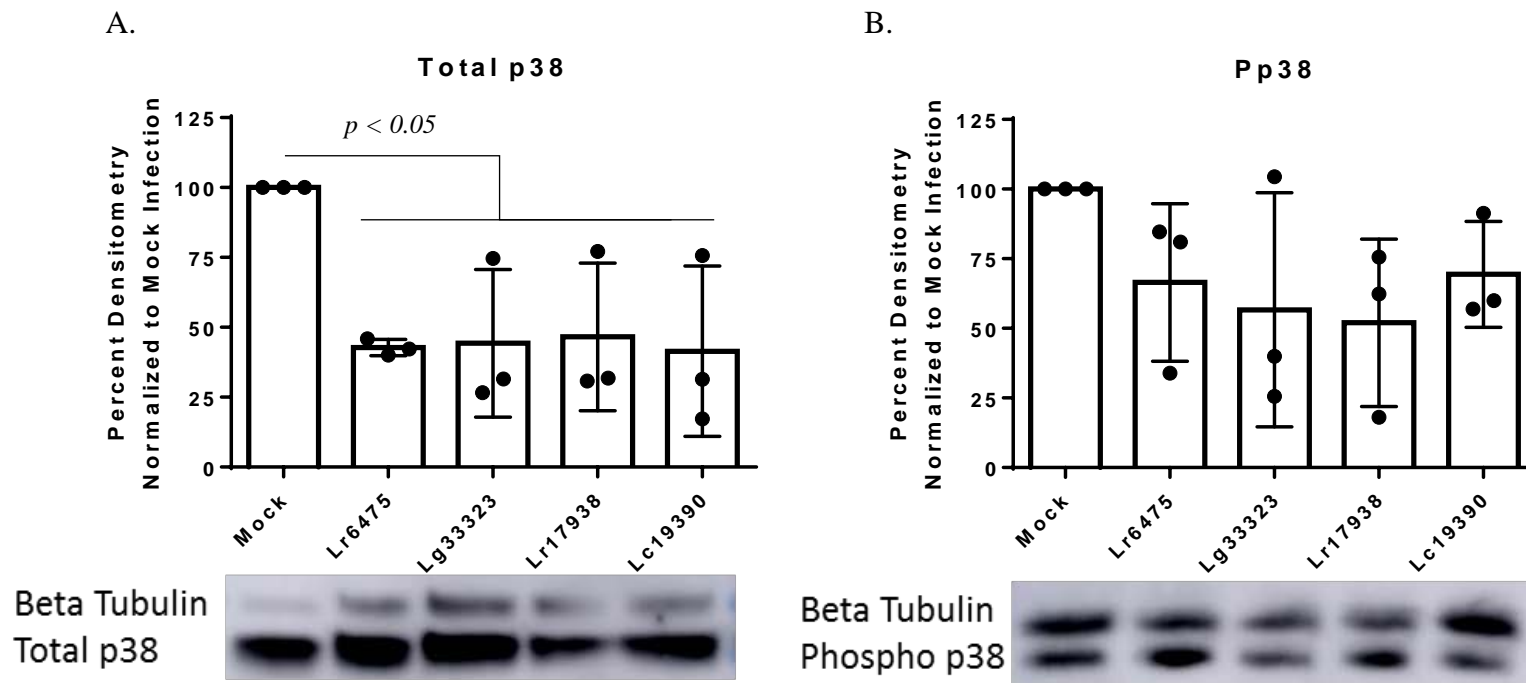 A.
Total p38
Percent Densitometry
Normalized to Mock Infection
125
100
75
50
25
0
p < 0.05
Mock
Lr6475
Lg33323
Lr17938
Lc19390
Beta Tubulin
Total p38
B.
Pp38
Percent Densitometry
Normalized to Mock Infection
125
100
75
50
25
0
Mock
Lr6475
Lg33323
Lr17938
Lc19390
Beta Tubulin
Phospho p38